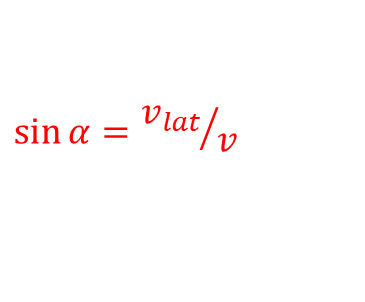 sin α = v_lat/v